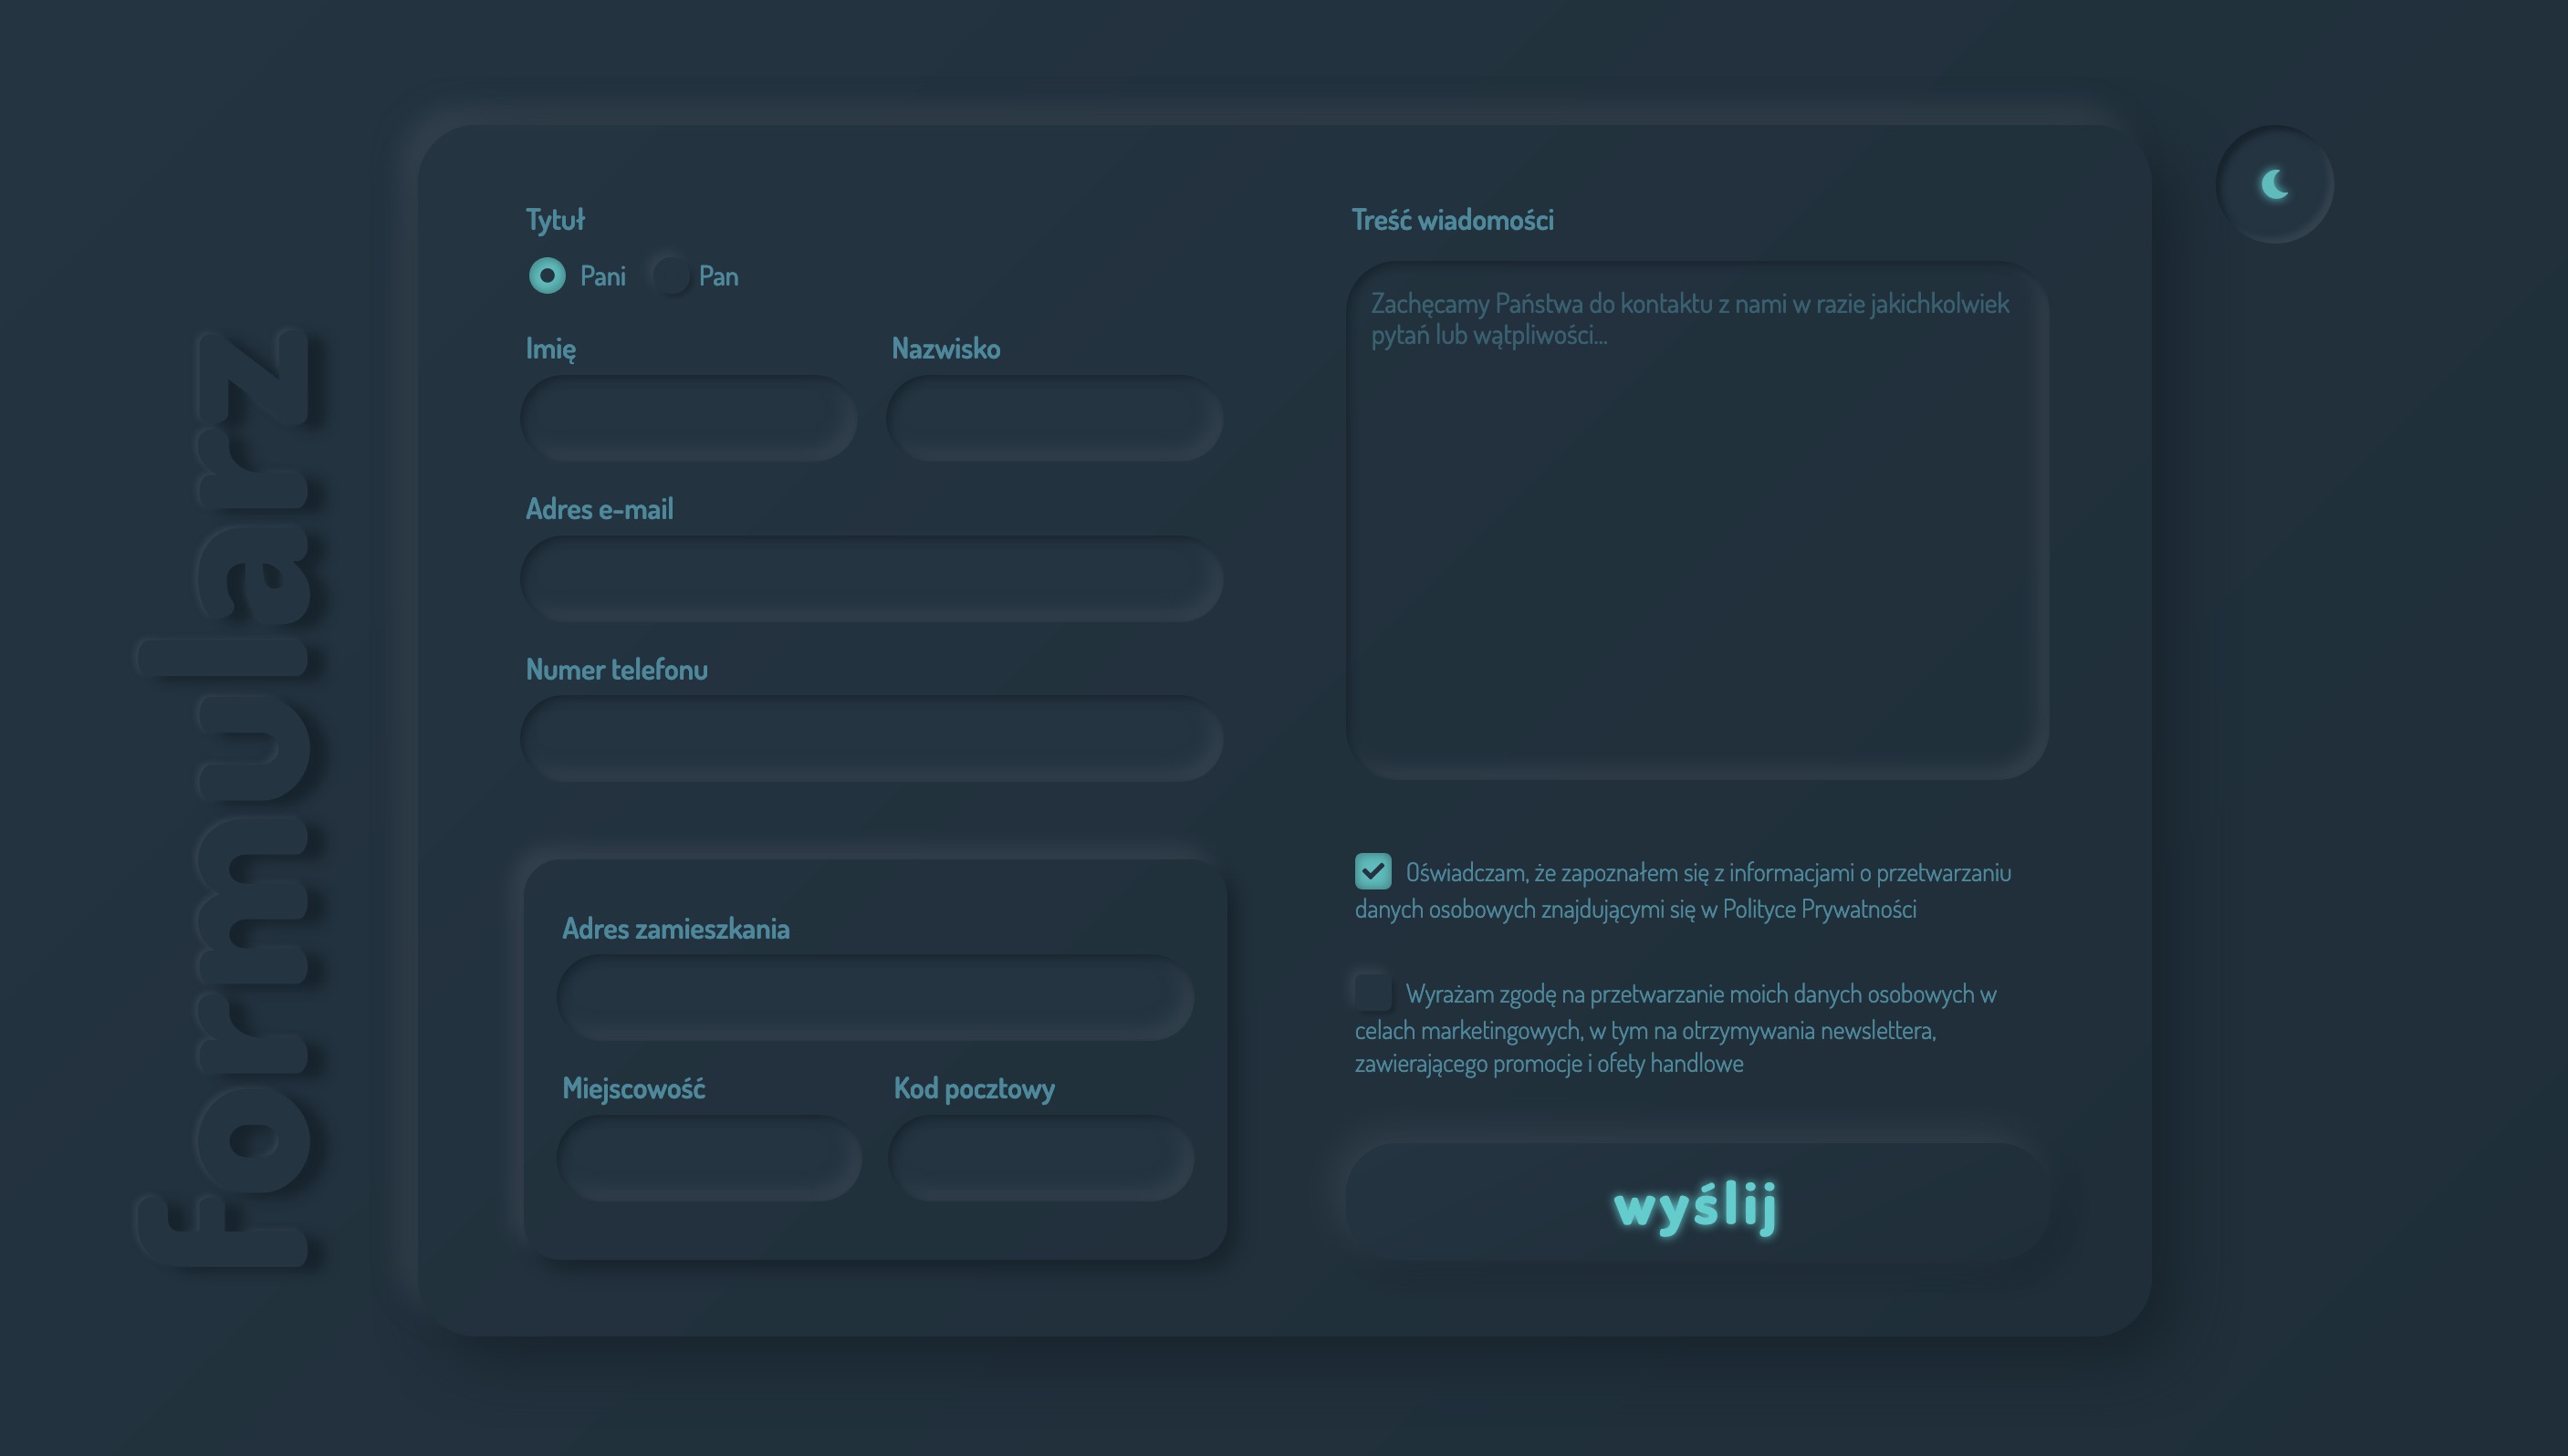 formularz
Tytuł
Pani
Pan
Imię
Nazwisko
Adres e-mail
Numer telefonu
Adres zamieszkania
Miejscowość
Kod pocztowy
Treść wiadomości
Zachęcamy Państwa do kontaktu z nami w razie jakichkolwiek
pytań lub wątpliwości...
Oświadczam, że zapoznałem się z informacjami o przetwarzaniu
danych osobowych znajdującymi się w Polityce Prywatności
Wyrażam zgodę na przetwarzanie moich danych osobowych w
celach marketingowych, w tym na otrzymywania newslettera,
zawierającego promocje i ofety handlowe
wyślij